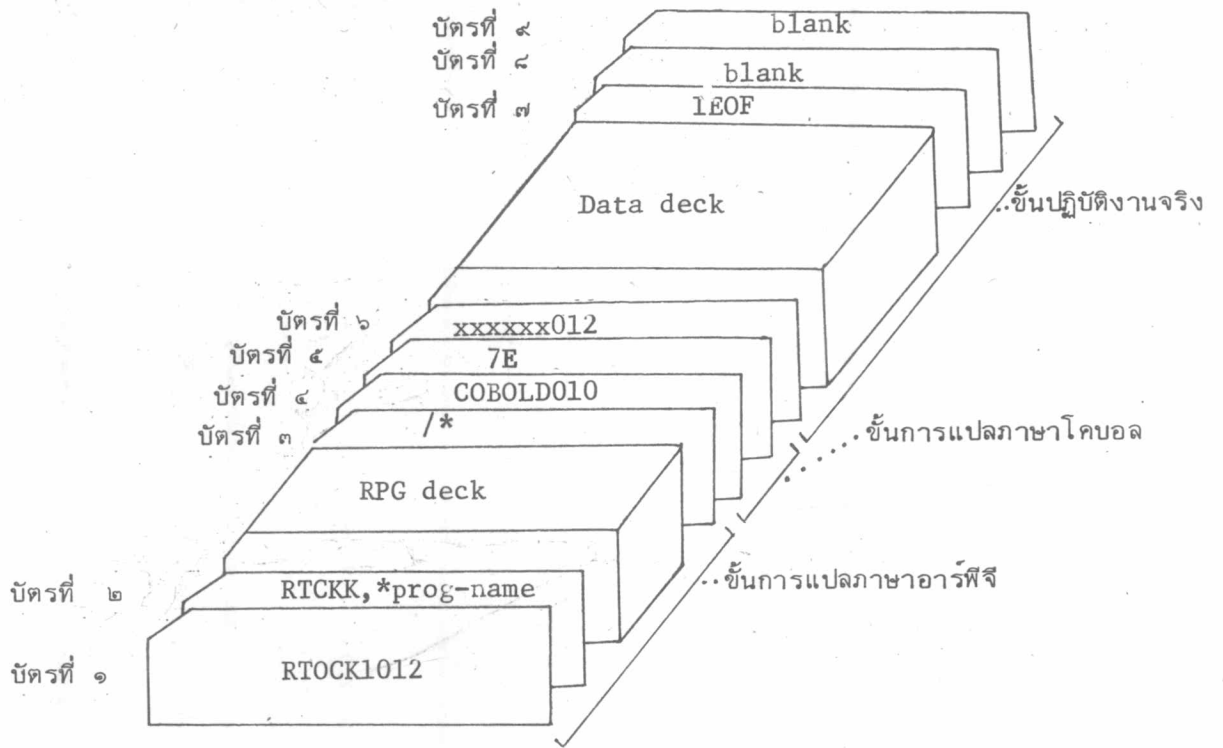 บัตรที่ ๙ blank
บัตรที่ ๘ blank
บัตรที่ ๗ 1EOF
Data deck
ขั้นปฏิบัติงานจริง
บัตรที่ ๖ xxxxxx012
บัตรที่ ๕ 7E
บัตรที่ ๔ COBOLD010
บัตรที่ ๓ /*
ขั้นการแปลภาษาโคบอล
RPG deck
ขั้นการแปลภาษาอาร์พีจี
บัตรที่ ๒ RTCKK,*prog-name
บัตรที่ ๑ RTOCK1012